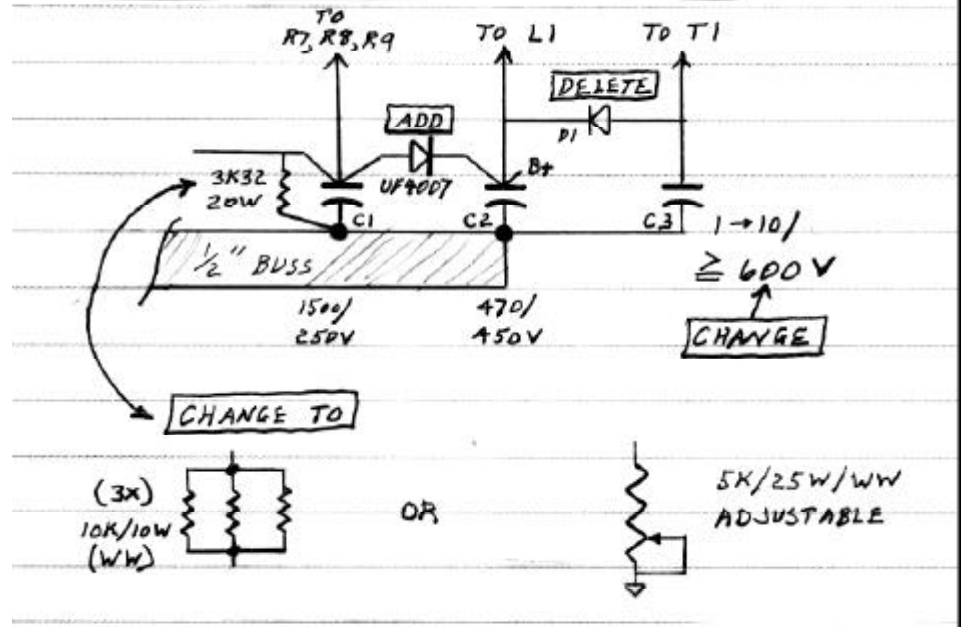 TO
R7, R8, R9
TO L1
TO T1
DELETE
D1
ADD
UF4007
B+
3K32
20W
C1
C2
C3
1→10/
≧ 600V
CHANGE
1/2" BUSS
1500/
250V
470/
450V
CHANGE TO
(3x)
10K/10W
(WW)
OR
5K/25W/WW
ADJUSTABLE